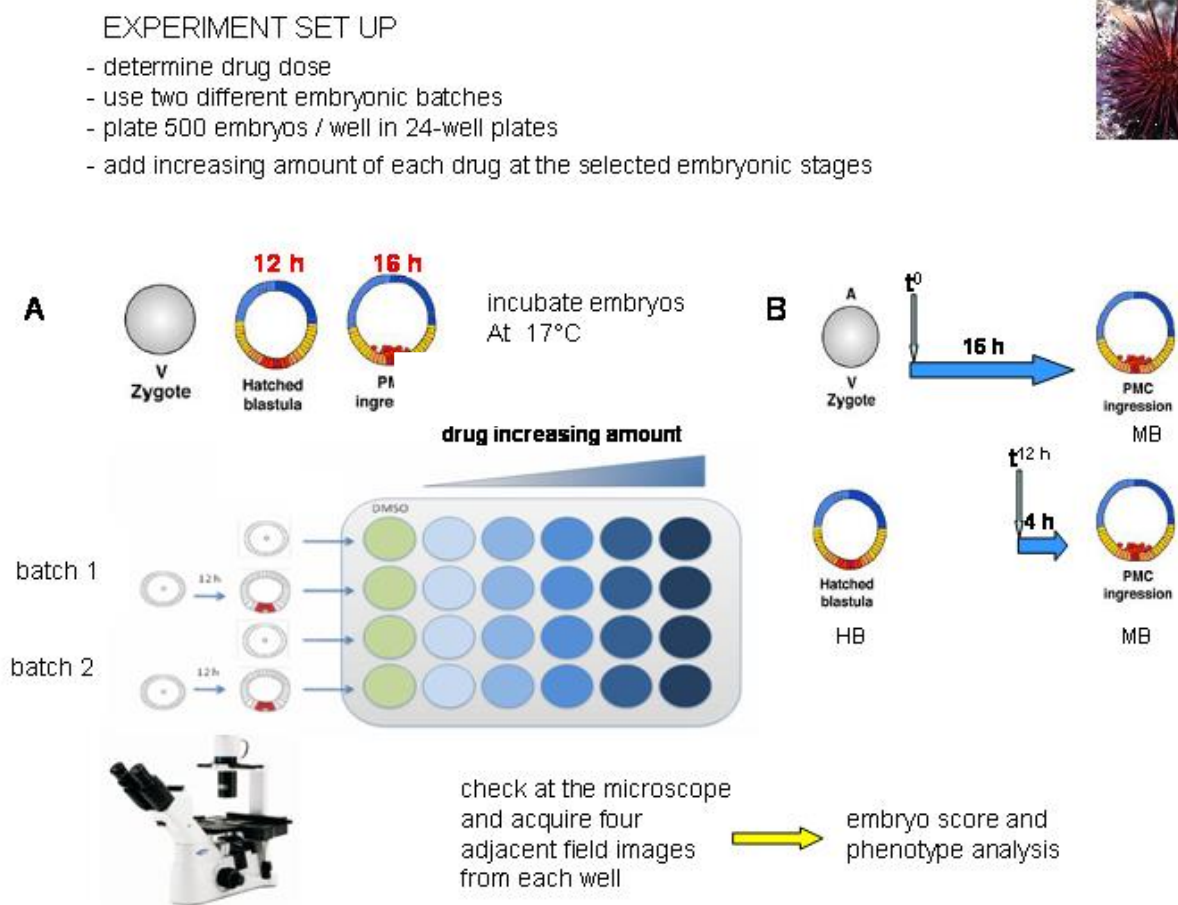 EXPERIMENT SET UP
- determine drug dose
- use two different embryonic batches
- plate 500 embryos / well in 24-well plates
- add increasing amount of each drug at the selected embryonic stages
A
12 h
16 h
V
Zygote
Hatched
blastula
PM
ingre
incubate embryos
At 17°C
B
A
V
Zygote
t0
16 h
PMC
ingression
MB
t12 h
4 h
Hatched
blastula
HB
PMC
ingression
MB
drug increasing amount
DMSO
batch 1
12 h
batch 2
12 h
check at the microscope
and acquire four
adjacent field images
from each well
embryo score and
phenotype analysis